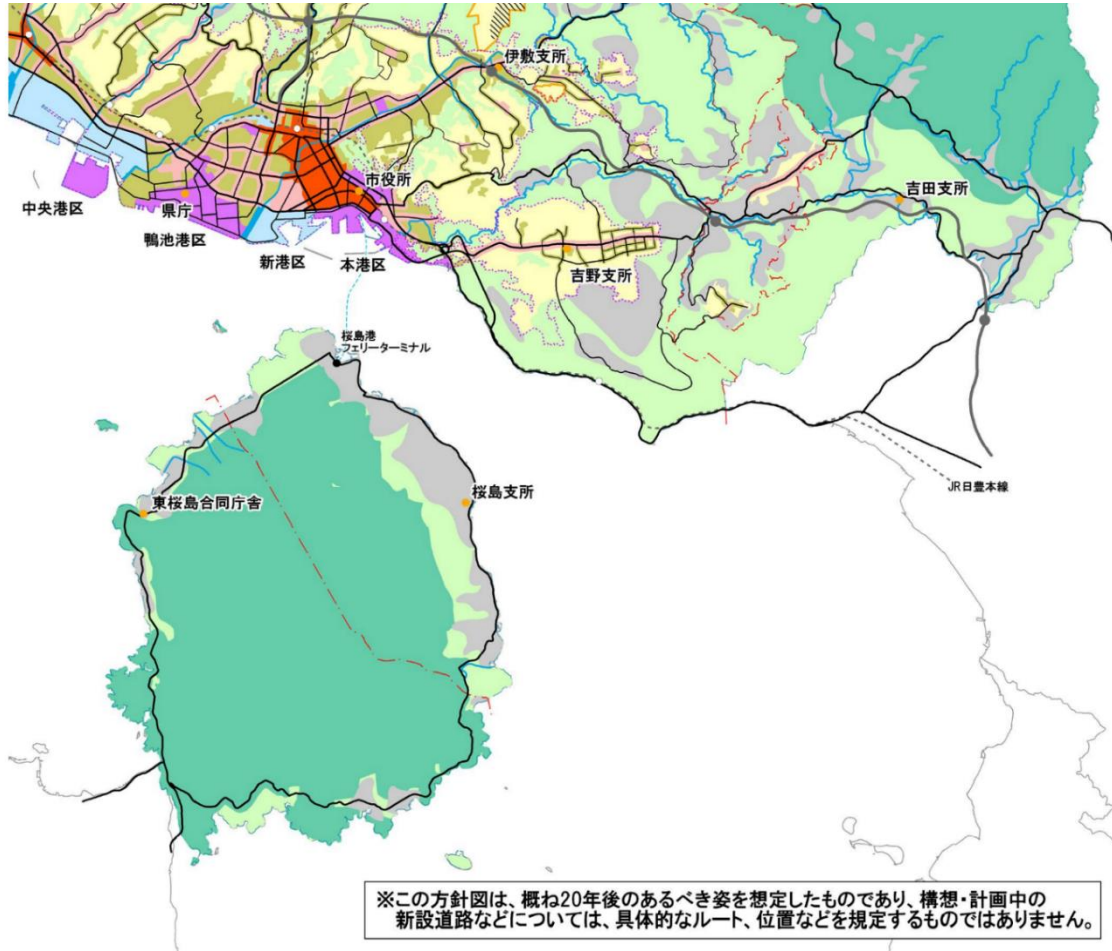 伊敷支所
市役所
吉田支所
中央港区
県庁
鴨池港区
新港区
本港区
吉野支所
桜島港
フェリーターミナル
JR日豊本線
桜島支所
東桜島合同庁舎
※この方針図は、概ね20年後のあるべき姿を想定したものであり、構想・計画中の
新設道路などについては、具体的なルート、位置などを規定するものではありません。